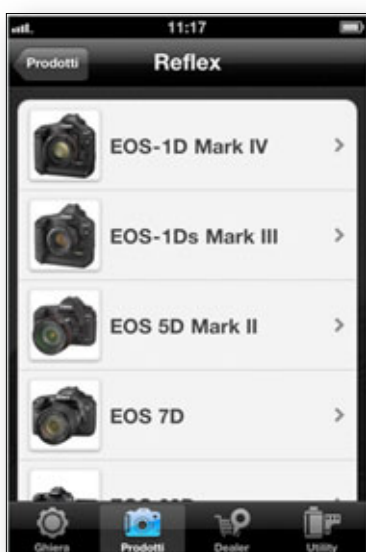 11:17
Prodotti
Reflex
EOS-1D Mark IV
EOS-1Ds Mark III
EOS 5D Mark II
EOS 7D
Ghiera
Prodotti
Dealer
Utility